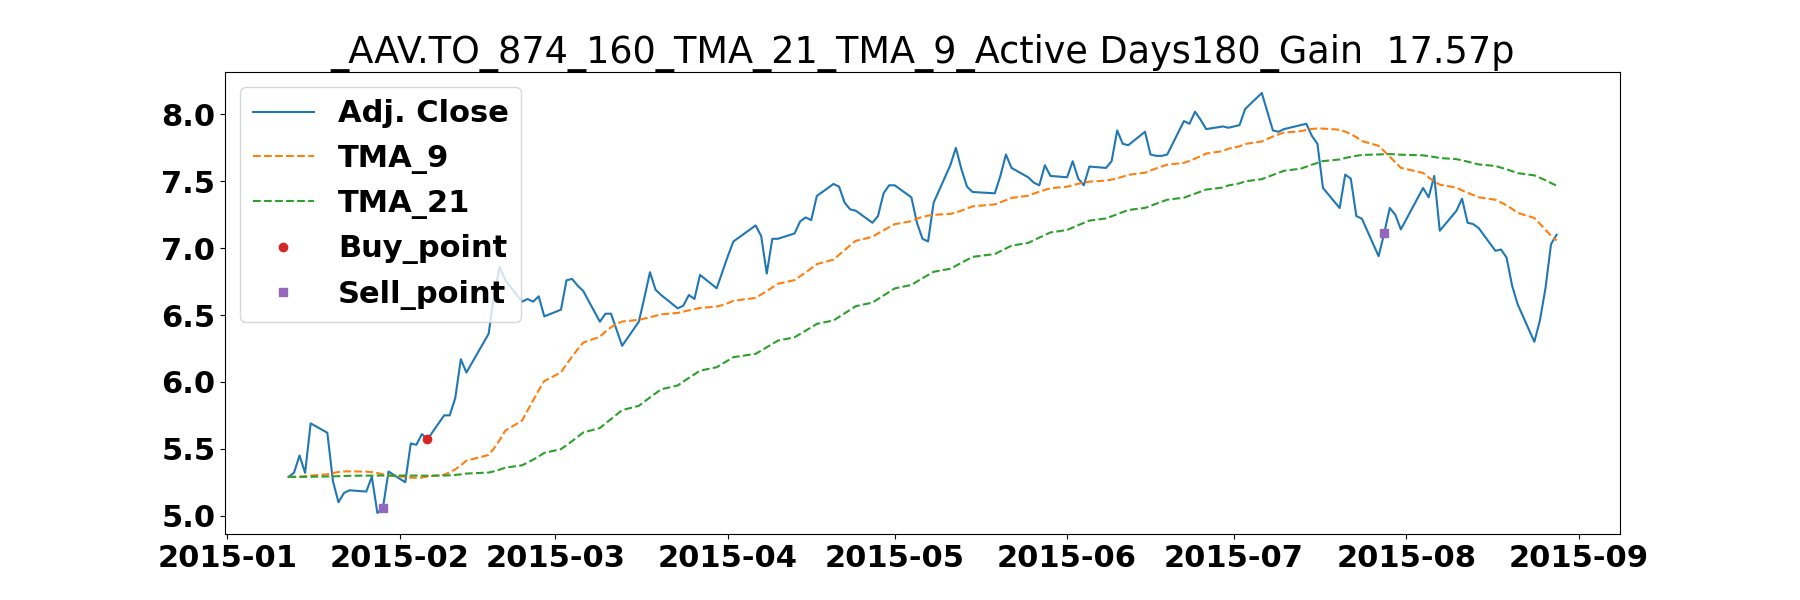 _AAV.TO_874_160_TMA_21_TMA_9_Active Days180_Gain  17.57p
8.0
7.5
7.0
6.5
6.0
5.5
5.0
Adj. Close
TMA_9
TMA_21
Buy_point
Sell_point
2015-01 2015-02 2015-03 2015-04 2015-05 2015-06 2015-07 2015-08 2015-09